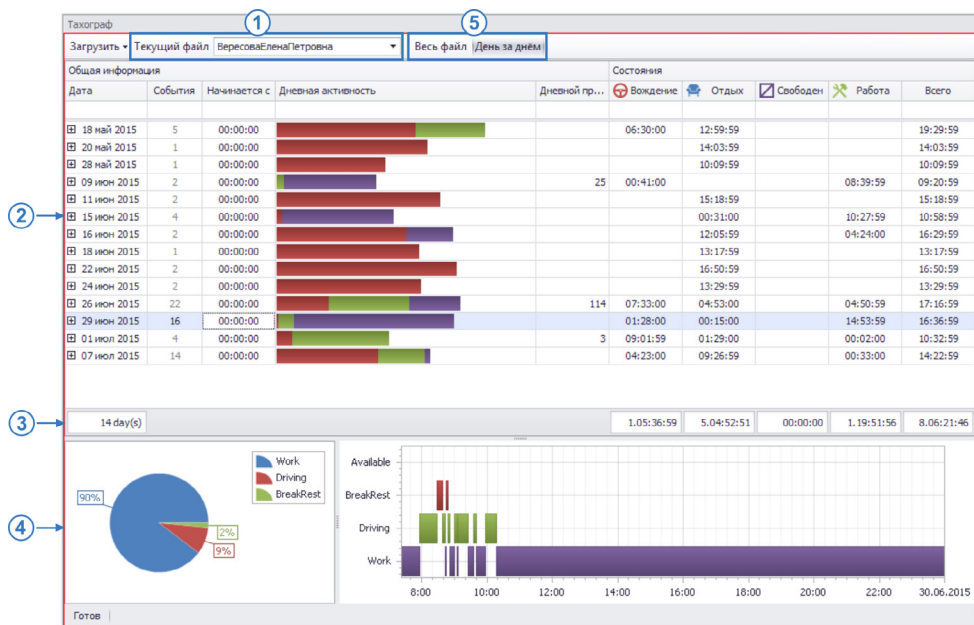 1 5
Тахограф
Загрузить Текущий файл ВересоваЕленаПетровна Весь файл День за днём
Общая информация Состояния
Дата События Начинается с Дневная активность Дневной пр... Вождение Отдых Свободен Работа Всего
18 май 2015 5 00:00:00 06:30:00 12:59:59 19:29:59
20 май 2015 1 00:00:00 14:03:59 14:03:59
28 май 2015 1 00:00:00 10:09:59 10:09:59
09 июн 2015 2 00:00:00 25 00:41:00 08:39:59 09:20:59
11 июн 2015 2 00:00:00 15:18:59 15:18:59
2 15 июн 2015 4 00:00:00 00:31:00 10:27:59 10:58:59
16 июн 2015 2 00:00:00 12:05:59 04:24:00 16:29:59
18 июн 2015 1 00:00:00 13:17:59 13:17:59
22 июн 2015 2 00:00:00 16:50:59 16:50:59
24 июн 2015 2 00:00:00 13:29:59 13:29:59
26 июн 2015 22 00:00:00 114 07:33:00 04:53:00 04:50:59 17:16:59
29 июн 2015 16 00:00:00 01:28:00 00:15:00 14:53:59 16:36:59
01 июл 2015 4 00:00:00 3 09:01:59 01:29:00 00:02:00 10:32:59
07 июл 2015 14 00:00:00 04:23:00 09:26:59 00:33:00 14:22:59
3 14 day(s) 1.05:36:59 5.04:52:51 00:00:00 1.19:51:56 8.06:21:46
Work
Driving
BreakRest
90%
2%
9%
4
Available
BreakRest
Driving
Work
8:00 10:00 12:00 14:00 16:00 18:00 20:00 22:00 30.06.2015
Готов